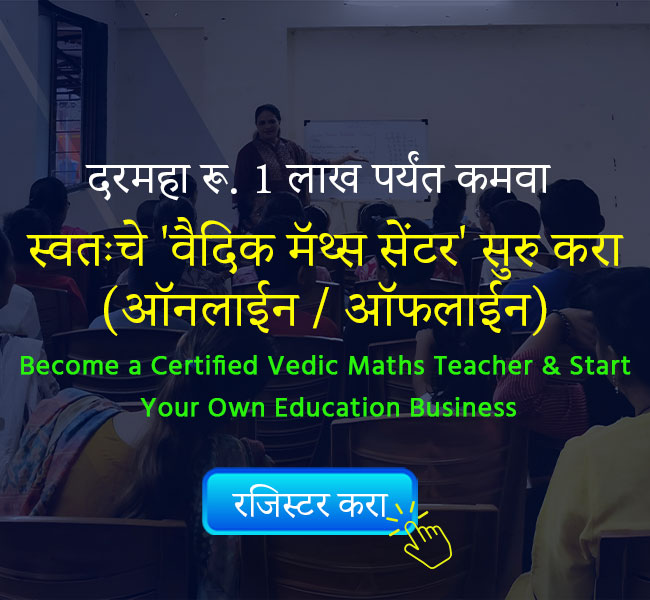 दरमहा रू. 1 लाख पर्यंत कमवा
स्वतःचे 'वैदिक मॅथ्स सेंटर' सुरु करा
(ऑनलाईन / ऑफलाईन)
Become a Certified Vedic Maths Teacher & Start
Your Own Education Business
रजिस्टर करा